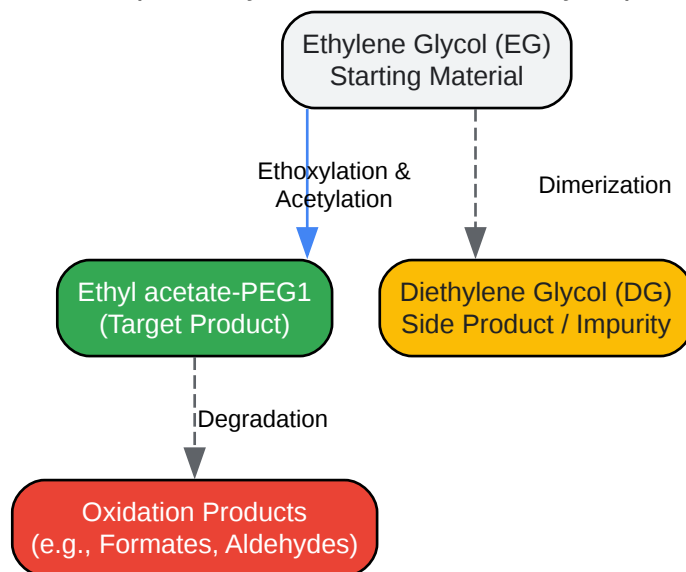 Ethylene Glycol (EG)
Starting Material
Ethoxylation &
Acetylation
Dimerization
Ethyl acetate-PEG1
(Target Product)
Diethylene Glycol (DG)
Side Product / Impurity
Degradation
Oxidation Products
(e.g., Formates, Aldehydes)